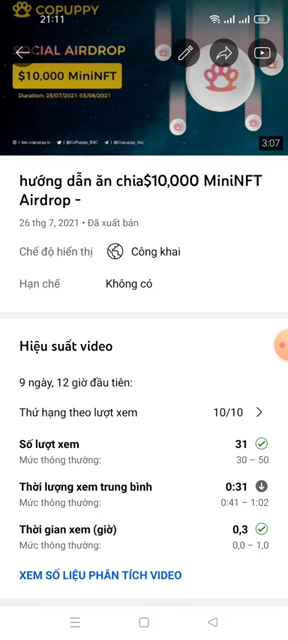 COPUPPY
21:11
66
SOCIAL AIRDROP
$10,000 MiniNFT
Duration: 25/07/2021-03/08/2021
3:07
hướng dẫn ăn chia$10,000 MiniNFT
Airdrop -
26 thg 7, 2021 • Đã xuất bản
Chế độ hiển thị Công khai
Hạn chế Không có
Hiệu suất video
9 ngày, 12 giờ đầu tiên:
Thứ hạng theo lượt xem 10/10
Số lượt xem 31
Mức thông thường: 30 – 50
Thời lượng xem trung bình 0:31
Mức thông thường: 0:41 – 1:02
Thời gian xem (giờ) 0,3
Mức thông thường: 0,0 – 1,0
XEM SỐ LIỆU PHÂN TÍCH VIDEO